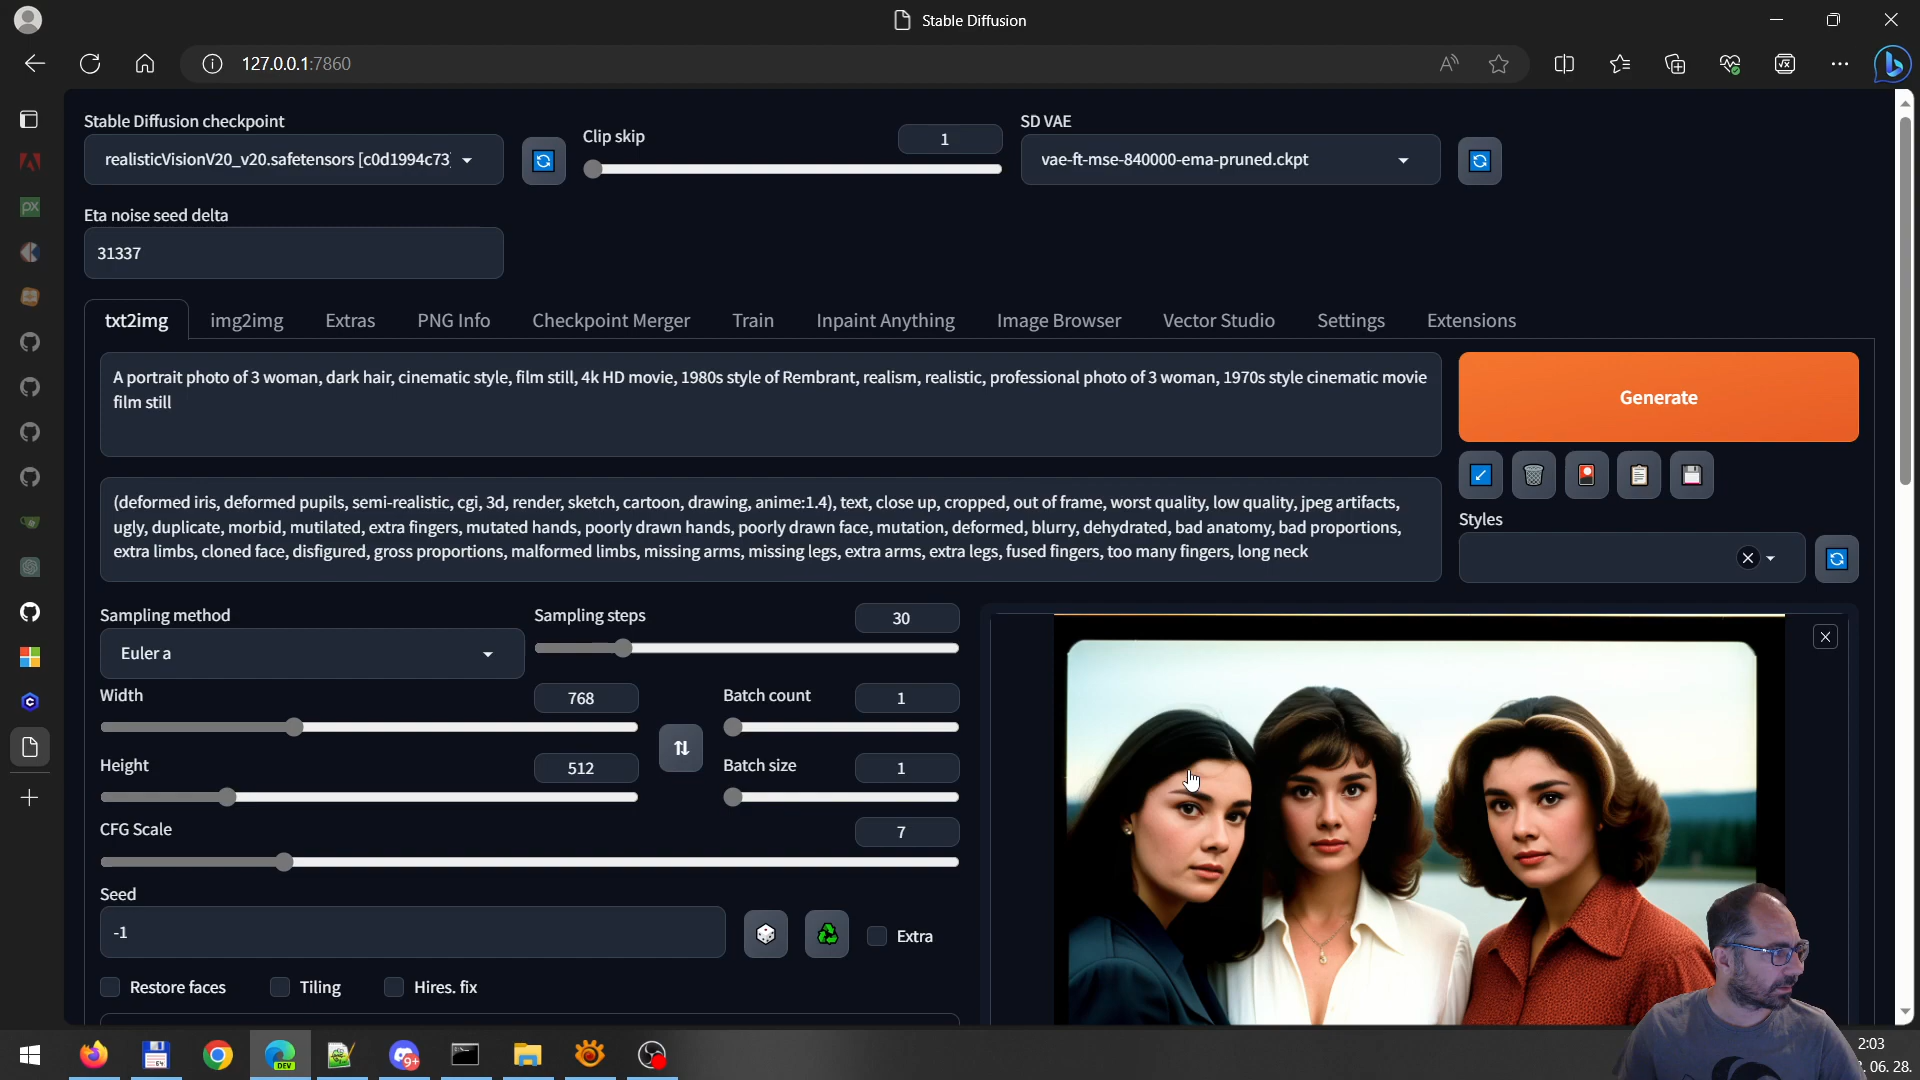 Stable Diffusion
127.0.0.1:7860
Stable Diffusion checkpoint
realisticVisionV20_v20.safetensors [c0d1994c73]
Clip skip
1
SD VAE
vae-ft-mse-840000-ema-pruned.ckpt
Eta noise seed delta
31337
txt2img
img2img
Extras
PNG Info
Checkpoint Merger
Train
Inpaint Anything
Image Browser
Vector Studio
Settings
Extensions
A portrait photo of 3 woman, dark hair, cinematic style, film still, 4k HD movie, 1980s style of Rembrant, realism, realistic, professional photo of 3 woman, 1970s style cinematic movie
film still
Generate
(deformed iris, deformed pupils, semi-realistic, cgi, 3d, render, sketch, cartoon, drawing, anime:1.4), text, close up, cropped, out of frame, worst quality, low quality, jpeg artifacts,
ugly, duplicate, morbid, mutilated, extra fingers, mutated hands, poorly drawn hands, poorly drawn face, mutation, deformed, blurry, dehydrated, bad anatomy, bad proportions,
extra limbs, cloned face, disfigured, gross proportions, malformed limbs, missing arms, missing legs, extra arms, extra legs, fused fingers, too many fingers, long neck
Styles
Sampling method
Euler a
Sampling steps
30
Width
768
Batch count
1
Height
512
Batch size
1
CFG Scale
7
Seed
-1
Extra
Restore faces
Tiling
Hires. fix
PX
64
DEV
9+
2:03
. 06. 28.